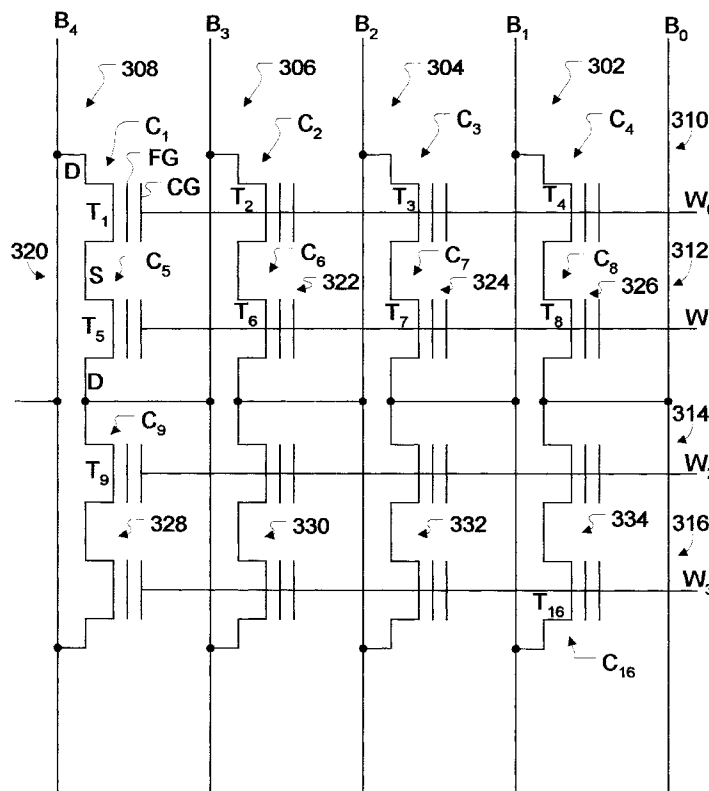 B₄ B₃ B₂ B₁ B₀
308 306 304 302
C₁ C₂ C₃ C₄ 310
D FG CG
T₁ T₂ T₃ T₄ W₀
320 S C₅ C₆ 322 C₇ 324 C₈ 326 312
T₅ T₆ T₇ T₈ W
D
C₉ 314
T₉ W₂
328 330 332 334 316
W₃
T₁₆
C₁₆